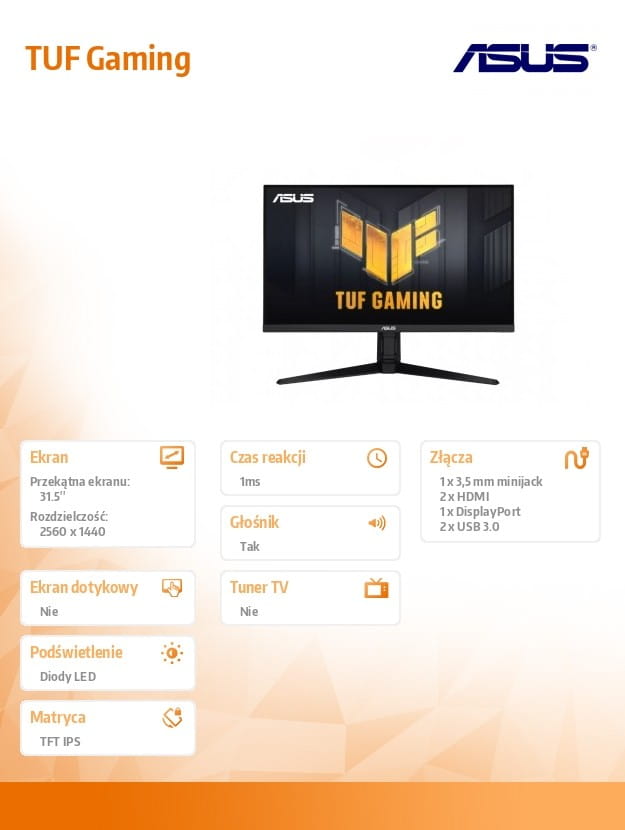 TUF Gaming
ASUS
ASUS
TUF GAMING
ASUS
Ekran
Przekątna ekranu:
31.5"
Rozdzielczość:
2560 x 1440
Czas reakcji
1ms
Głośnik
Tak
Złącza
1 x 3,5 mm minijack
2 x HDMI
1 x DisplayPort
2 x USB 3.0
Ekran dotykowy
Nie
Tuner TV
Nie
Podświetlenie
Diody LED
Matryca
TFT IPS